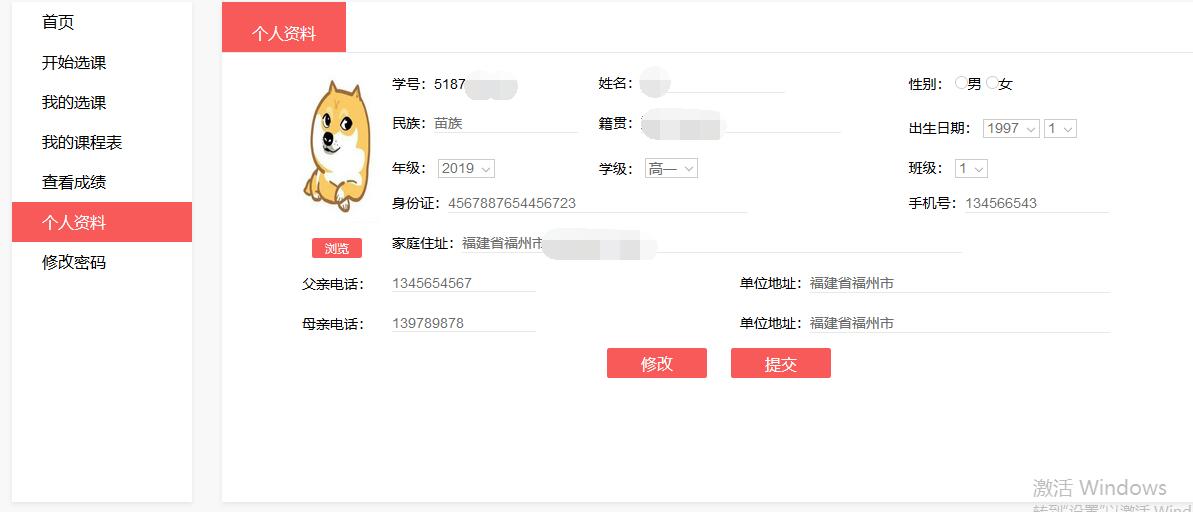 首页
开始选课
我的选课
我的课程表
查看成绩
个人资料
修改密码
个人资料
学号：5187
姓名：
性别： 男 女
民族：苗族
籍贯：
出生日期： 1997 1
年级： 2019
学级： 高一
班级： 1
身份证：4567887654456723
手机号：134566543
浏览
家庭住址：福建省福州市
父亲电话： 1345654567
单位地址：福建省福州市
母亲电话： 139789878
单位地址：福建省福州市
修改
提交
激活 Windows
转到"设置"以激活 Wind